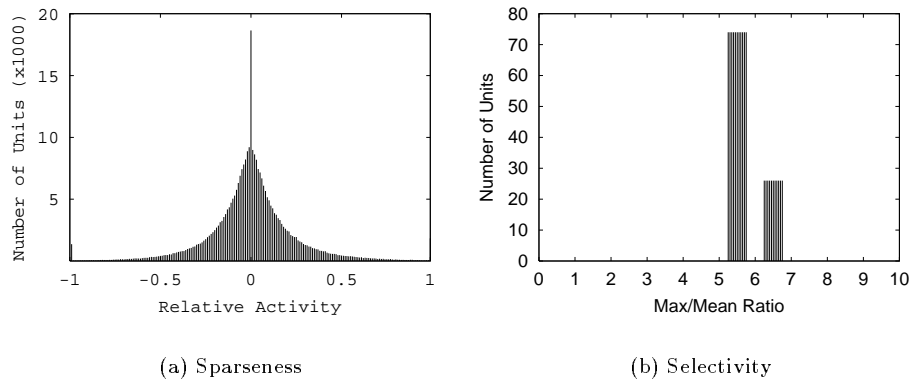 20
15
10
5
Number of Units (x1000)
-1 -0.5 0 0.5 1
Relative Activity
(a) Sparseness
80
70
60
50
40
30
20
10
0
Number of Units
0 1 2 3 4 5 6 7 8 9 10
Max/Mean Ratio
(b) Selectivity